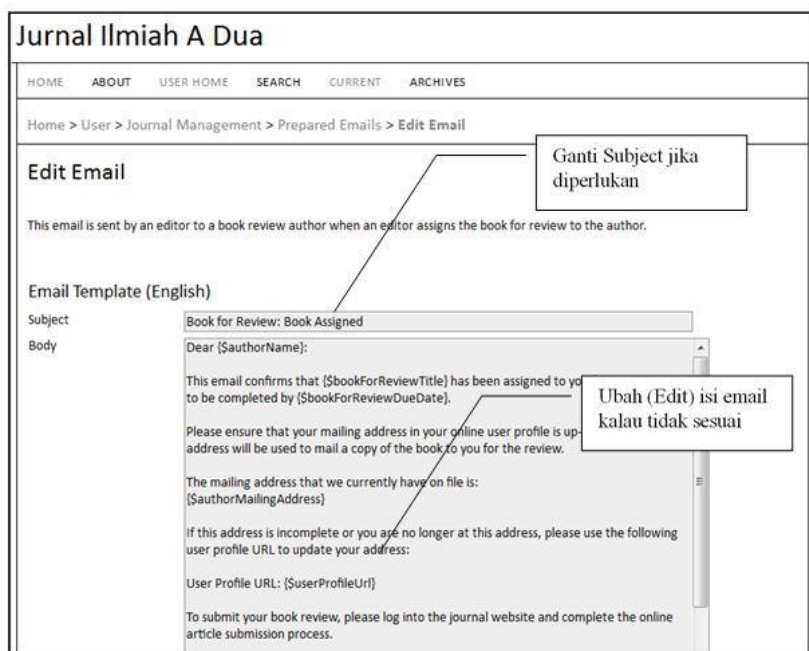 Jurnal Ilmiah A Dua
HOME ABOUT USER HOME SEARCH CURRENT ARCHIVES
Home > User > Journal Management > Prepared Emails > Edit Email
Ganti Subject jika
diperlukan
Edit Email
This email is sent by an editor to a book review author when an editor assigns the book for review to the author.
Email Template (English)
Subject
Book for Review: Book Assigned
Body
Dear {$authorName}:
This email confirms that {$bookForReviewTitle} has been assigned to
to be completed by {$bookForReviewDueDate}.
Ubah (Edit) isi email
kalau tidak sesuai
Please ensure that your mailing address in your online user profile is
address will be used to mail a copy of the book to you for the review.
The mailing address that we currently have on file is:
{$authorMailingAddress}
If this address is incomplete or you are no longer at this address, please use the following
user profile URL to update your address:
User Profile URL: {$userProfileUrl}
To submit your book review, please log into the journal website and complete the online
article submission process.